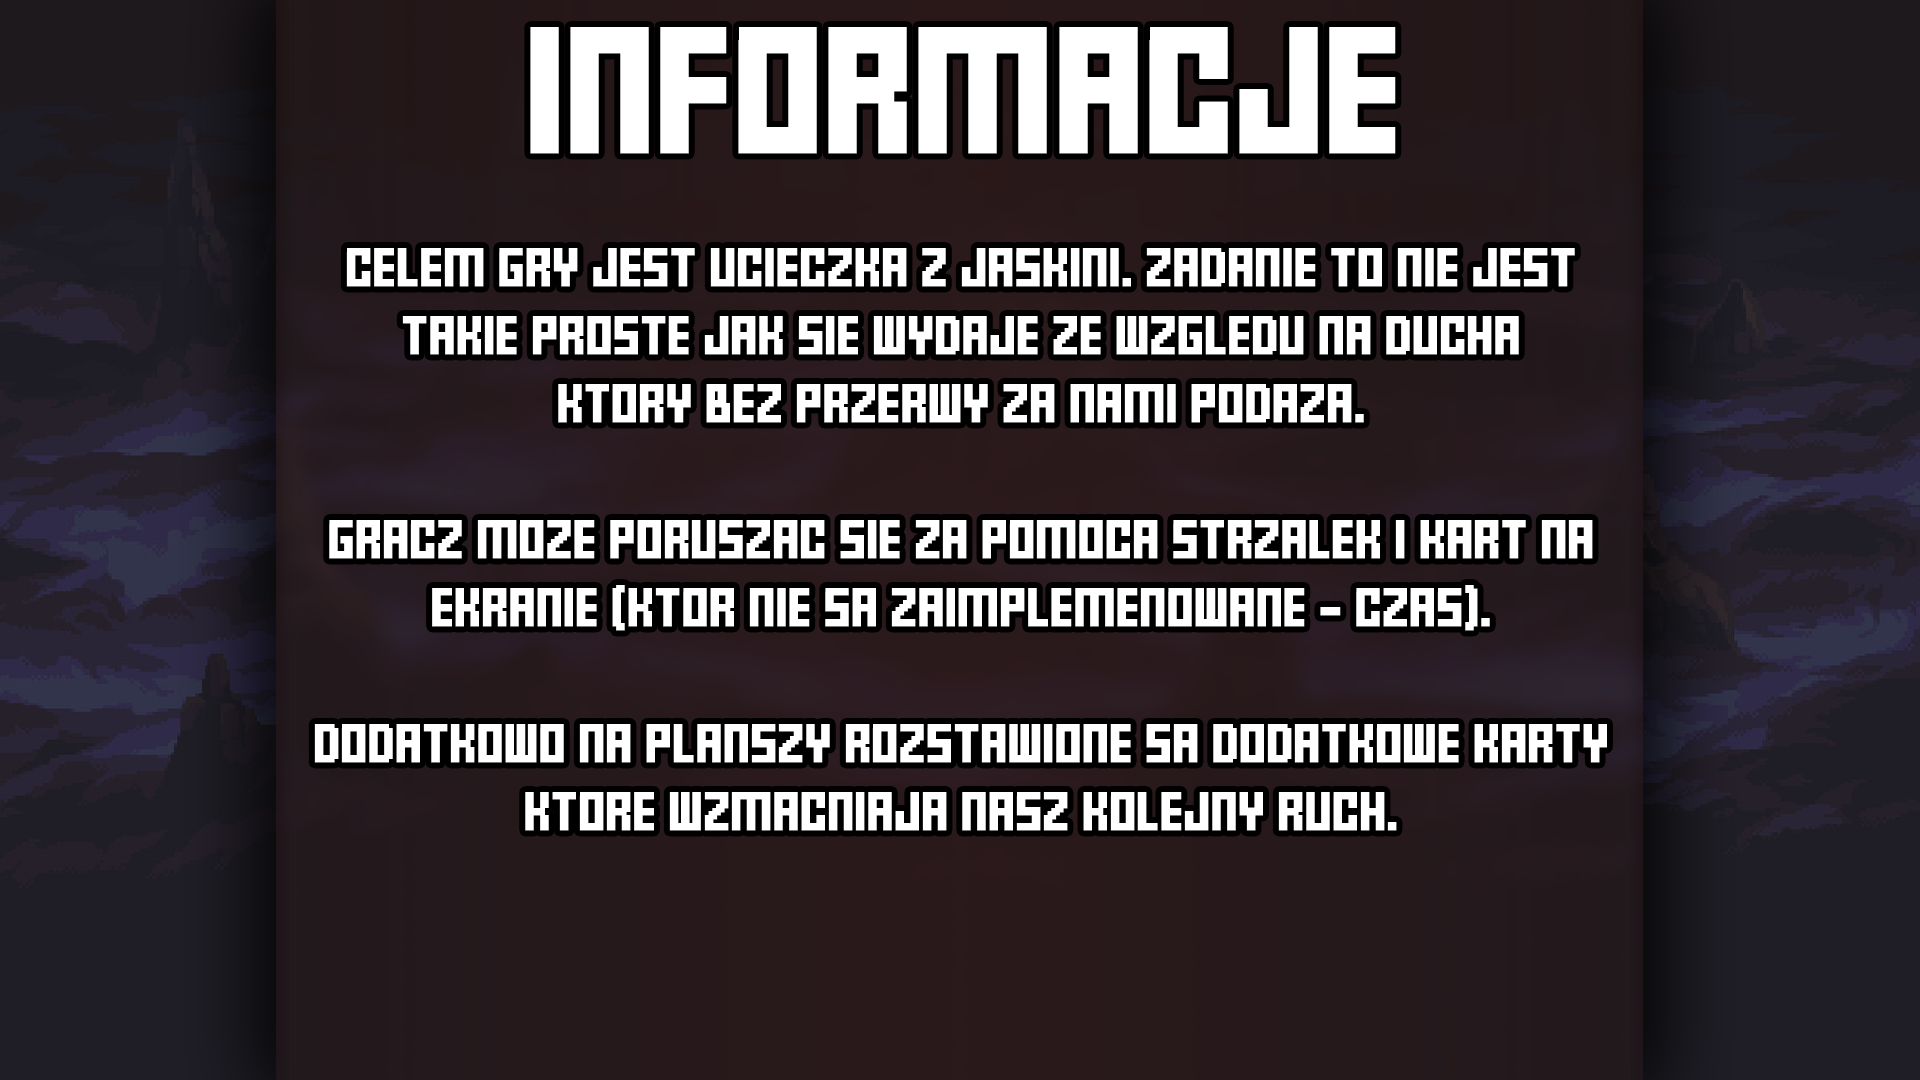 INFORMACJE
CELEM GRY JEST UCIECZKA Z JASKINI. ZADANIE TO NIE JEST
TAKIE PROSTE JAK SIE WYDAJE ZE WZGLEDU NA DUCHA
KTORY BEZ PRZERWY ZA NAMI PODAZA.
GRACZ MOZE PORUSZAC SIE ZA POMOCA STRZALEK I KART NA
EKRANIE (KTOR NIE SA ZAIMPLEMENOWANE - CZAS).
DODATKOWO NA PLANSZY ROZSTAWIONE SA DODATKOWE KARTY
KTORE WZMACNIAJA NASZ KOLEJNY RUCH.